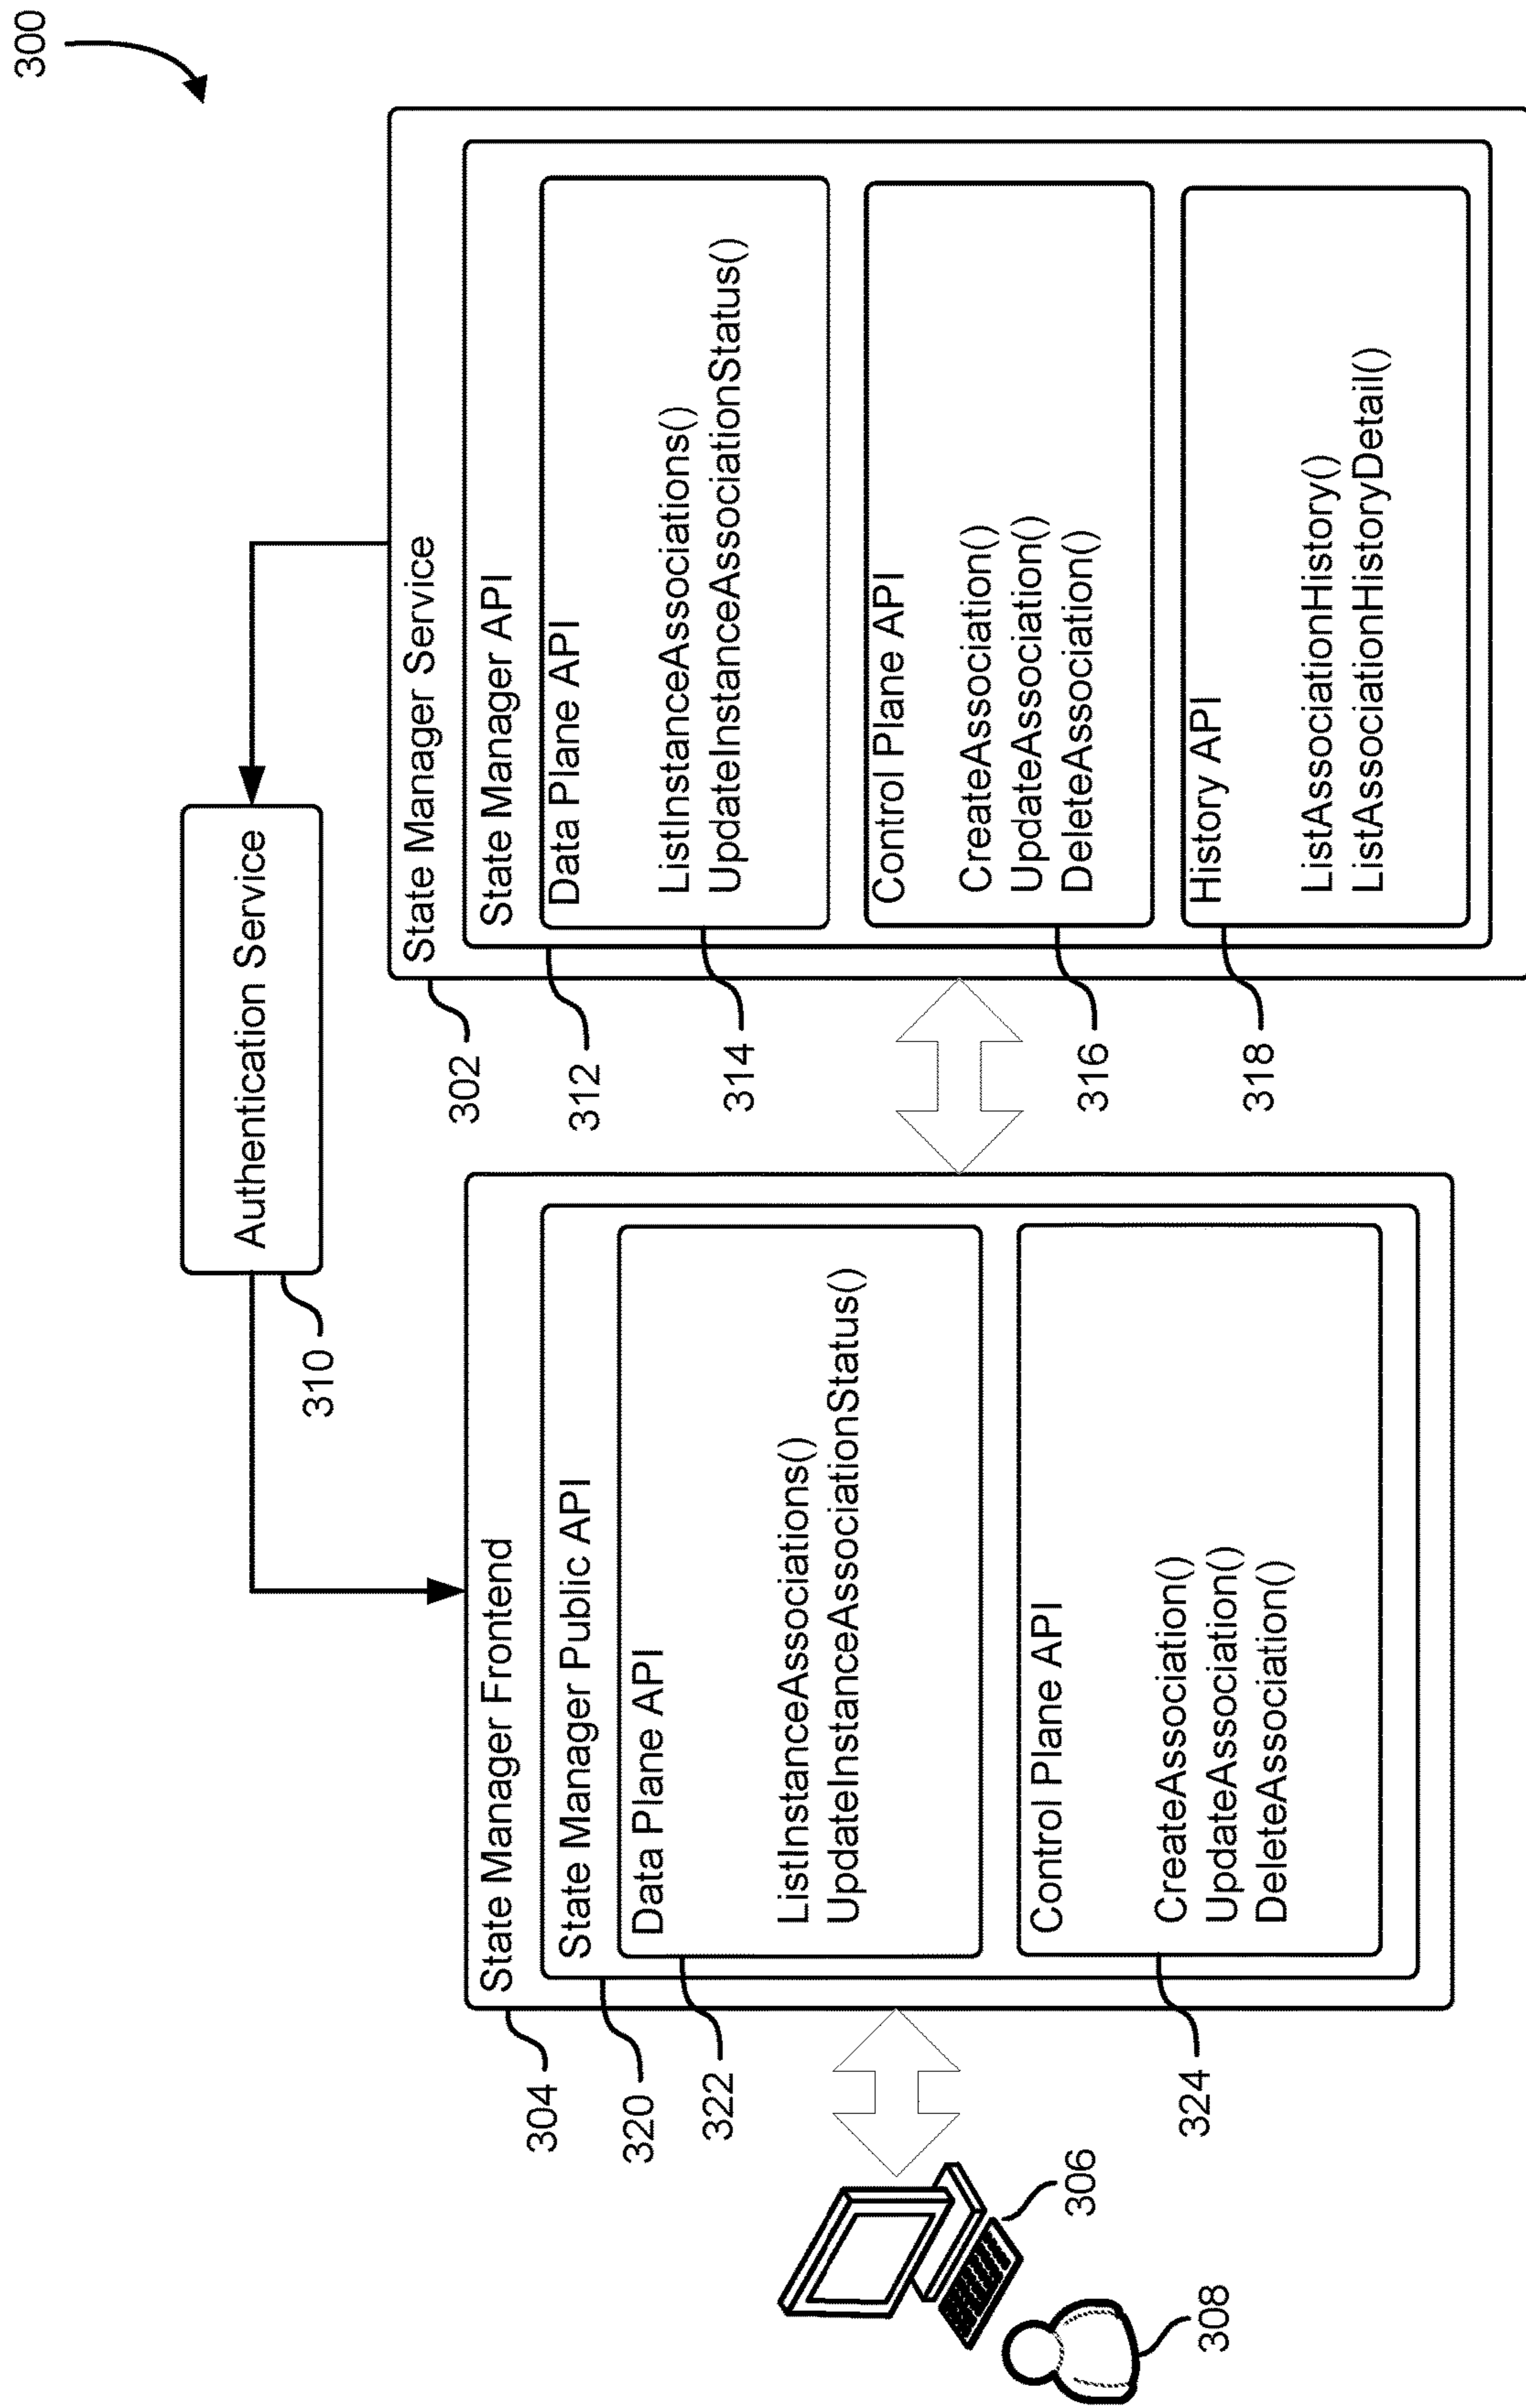 300
Authentication Service
310
State Manager Frontend
State Manager Public API
Data Plane API
ListInstanceAssociations()
UpdateInstanceAssociationStatus()
Control Plane API
CreateAssociation()
UpdateAssociation()
DeleteAssociation()
304
320
322
324
306
308
State Manager Service
State Manager API
Data Plane API
ListInstanceAssociations()
UpdateInstanceAssociationStatus()
Control Plane API
CreateAssociation()
UpdateAssociation()
DeleteAssociation()
History API
ListAssociationHistory()
ListAssociationHistoryDetail()
302
312
314
316
318